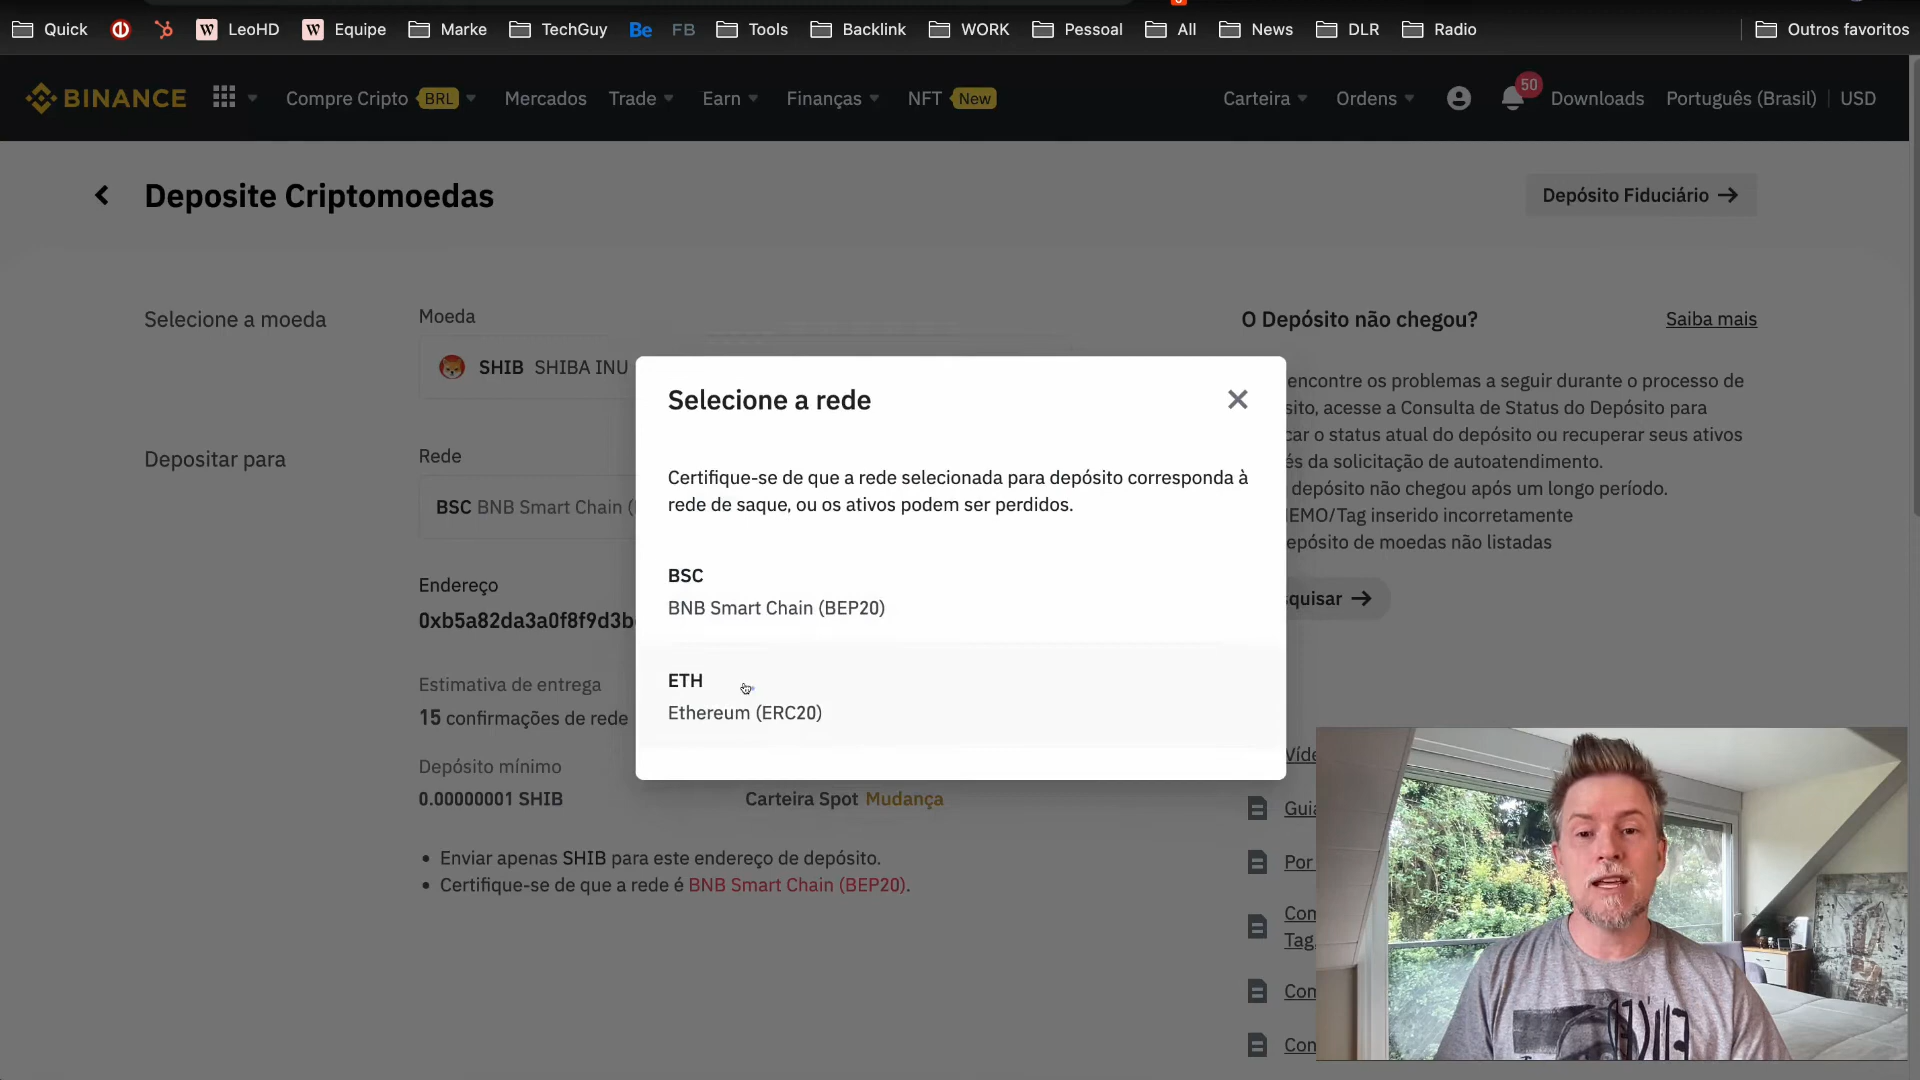 Quick
LeoHD
Equipe
Marke
TechGuy
Be
FB
Tools
Backlink
WORK
Pessoal
All
News
DLR
Radio
Outros favoritos
BINANCE
Compre Cripto BRL
Mercados
Trade
Earn
Finanças
NFT New
Carteira
Ordens
50
Downloads
Português (Brasil)
USD
Deposite Criptomoedas
Depósito Fiduciário →
Selecione a moeda
Moeda
SHIB SHIBA INU
Depositar para
Rede
BSC BNB Smart Chain (
Endereço
0xb5a82da3a0f8f9d3b
Estimativa de entrega
15 confirmações de rede
Depósito mínimo
0.00000001 SHIB
Carteira Spot Mudança
• Enviar apenas SHIB para este endereço de depósito.
• Certifique-se de que a rede é BNB Smart Chain (BEP20).
Selecione a rede
Certifique-se de que a rede selecionada para depósito corresponda à
rede de saque, ou os ativos podem ser perdidos.
BSC
BNB Smart Chain (BEP20)
ETH
Ethereum (ERC20)
O Depósito não chegou?
Saiba mais
encontre os problemas a seguir durante o processo de
sito, acesse a Consulta de Status do Depósito para
car o status atual do depósito ou recuperar seus ativos
és da solicitação de autoatendimento.
depósito não chegou após um longo período.
EMO/Tag inserido incorretamente
epósito de moedas não listadas
quisar →
Víde
Guia
Por
Com
Tag
Com
Con